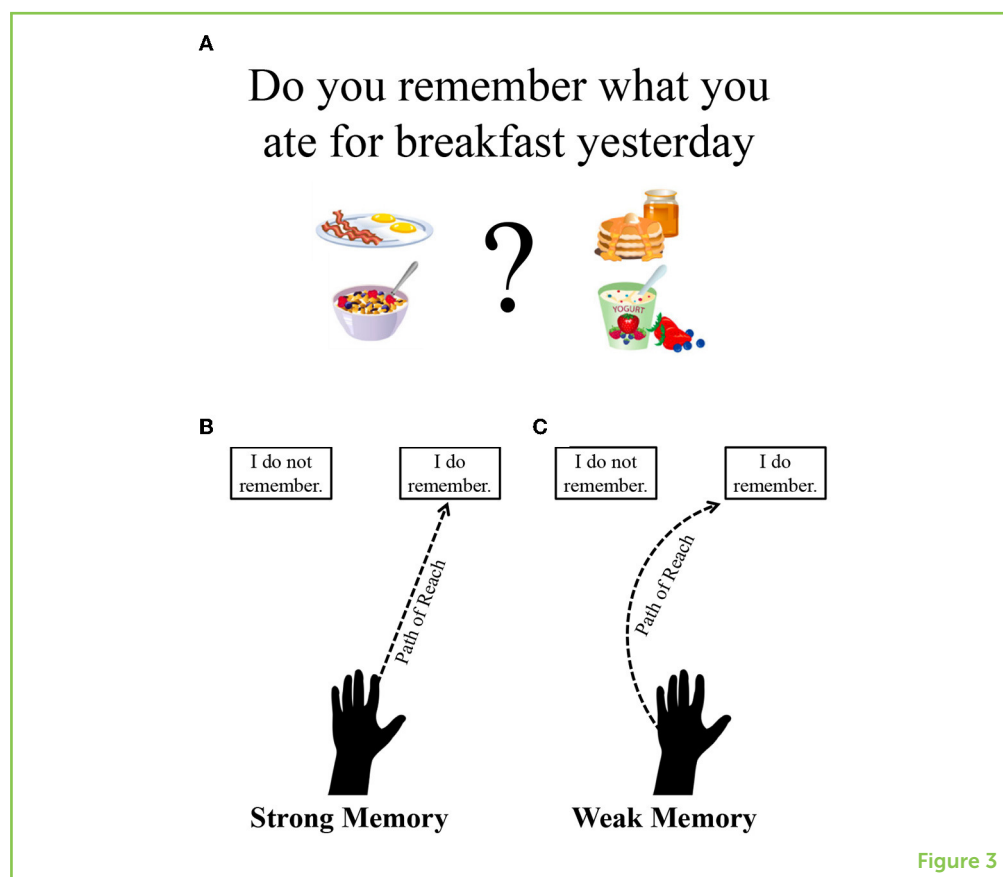 A
Do you remember what you
ate for breakfast yesterday
?
YOGURT
B
I do not
remember.
I do
remember.
Path of Reach
Strong Memory
C
I do not
remember.
I do
remember.
Path of Reach
Weak Memory
Figure 3